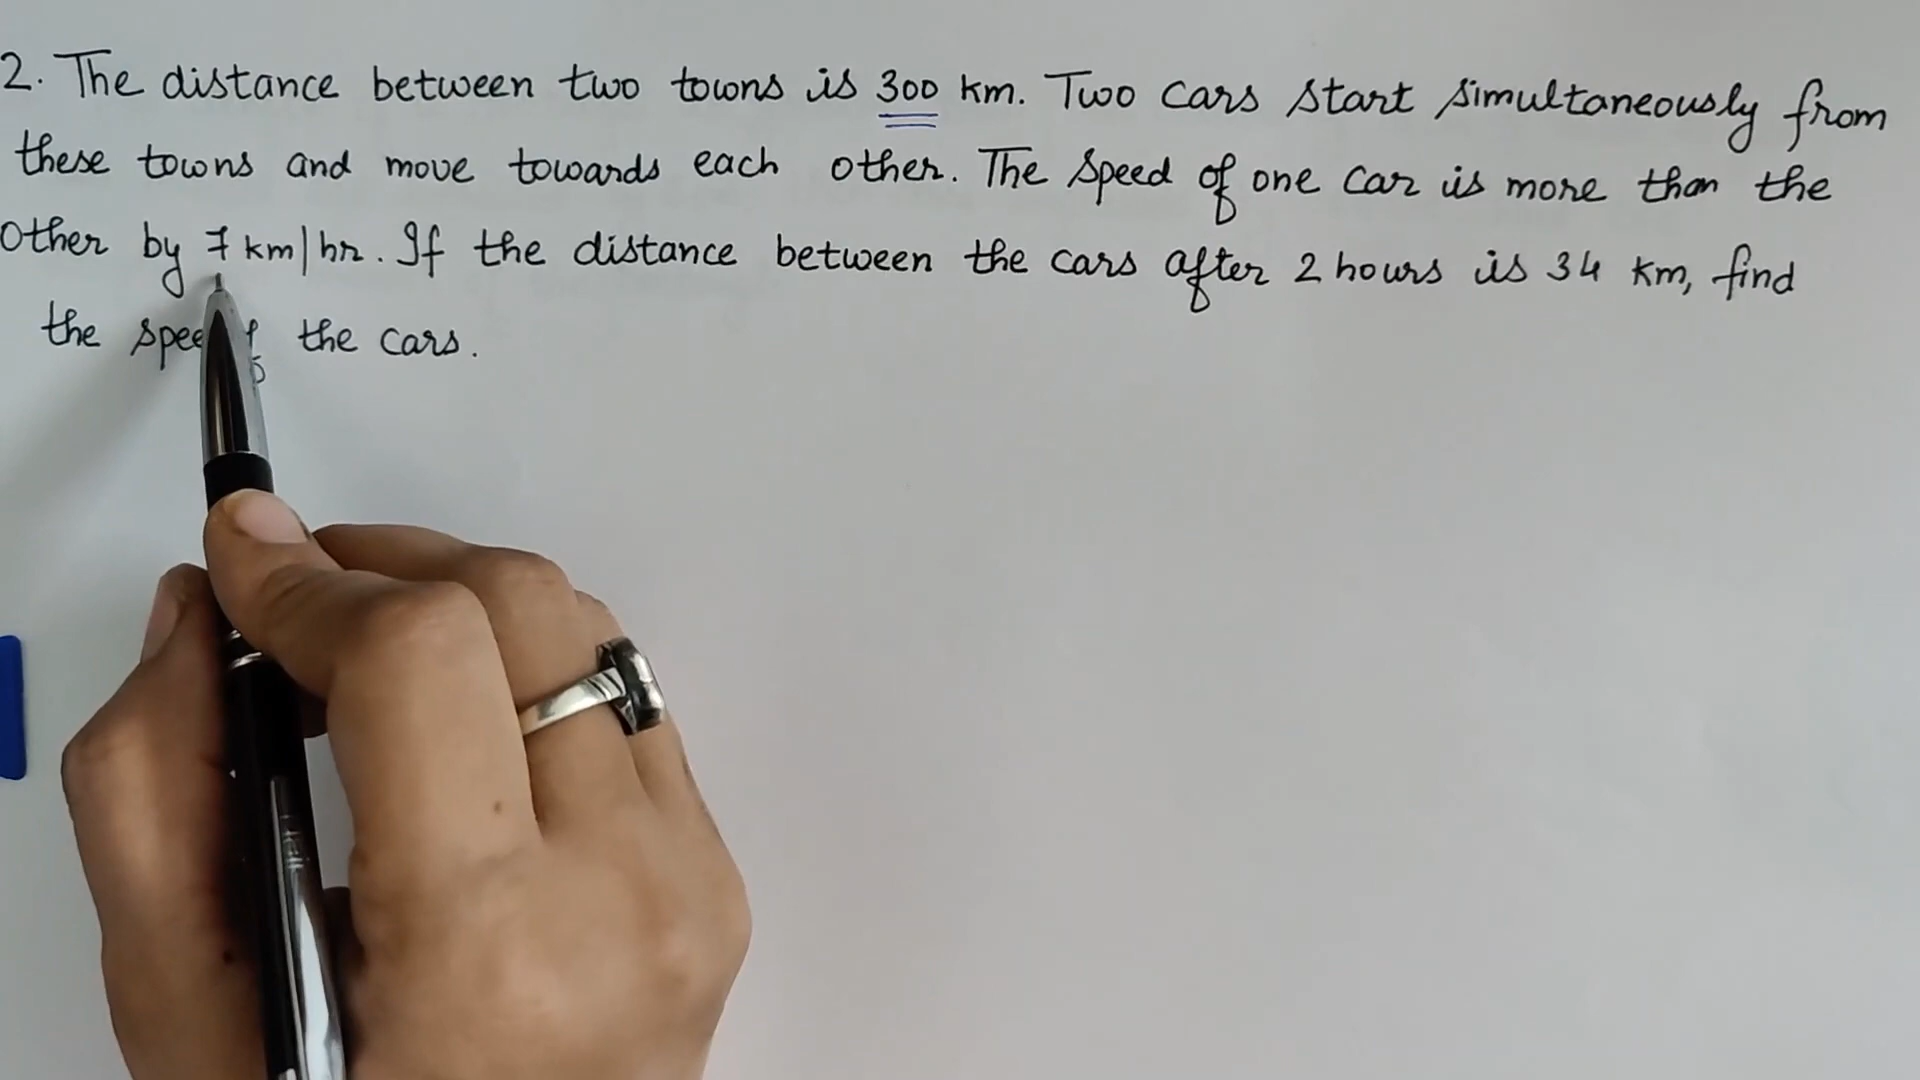 2. The distance between two towns is 300 km. Two cars start simultaneously from
these towns and move towards each other. The speed of one car is more than the
other by 7 km|hr. If the distance between the cars after 2 hours is 34 km, find
the the cars.